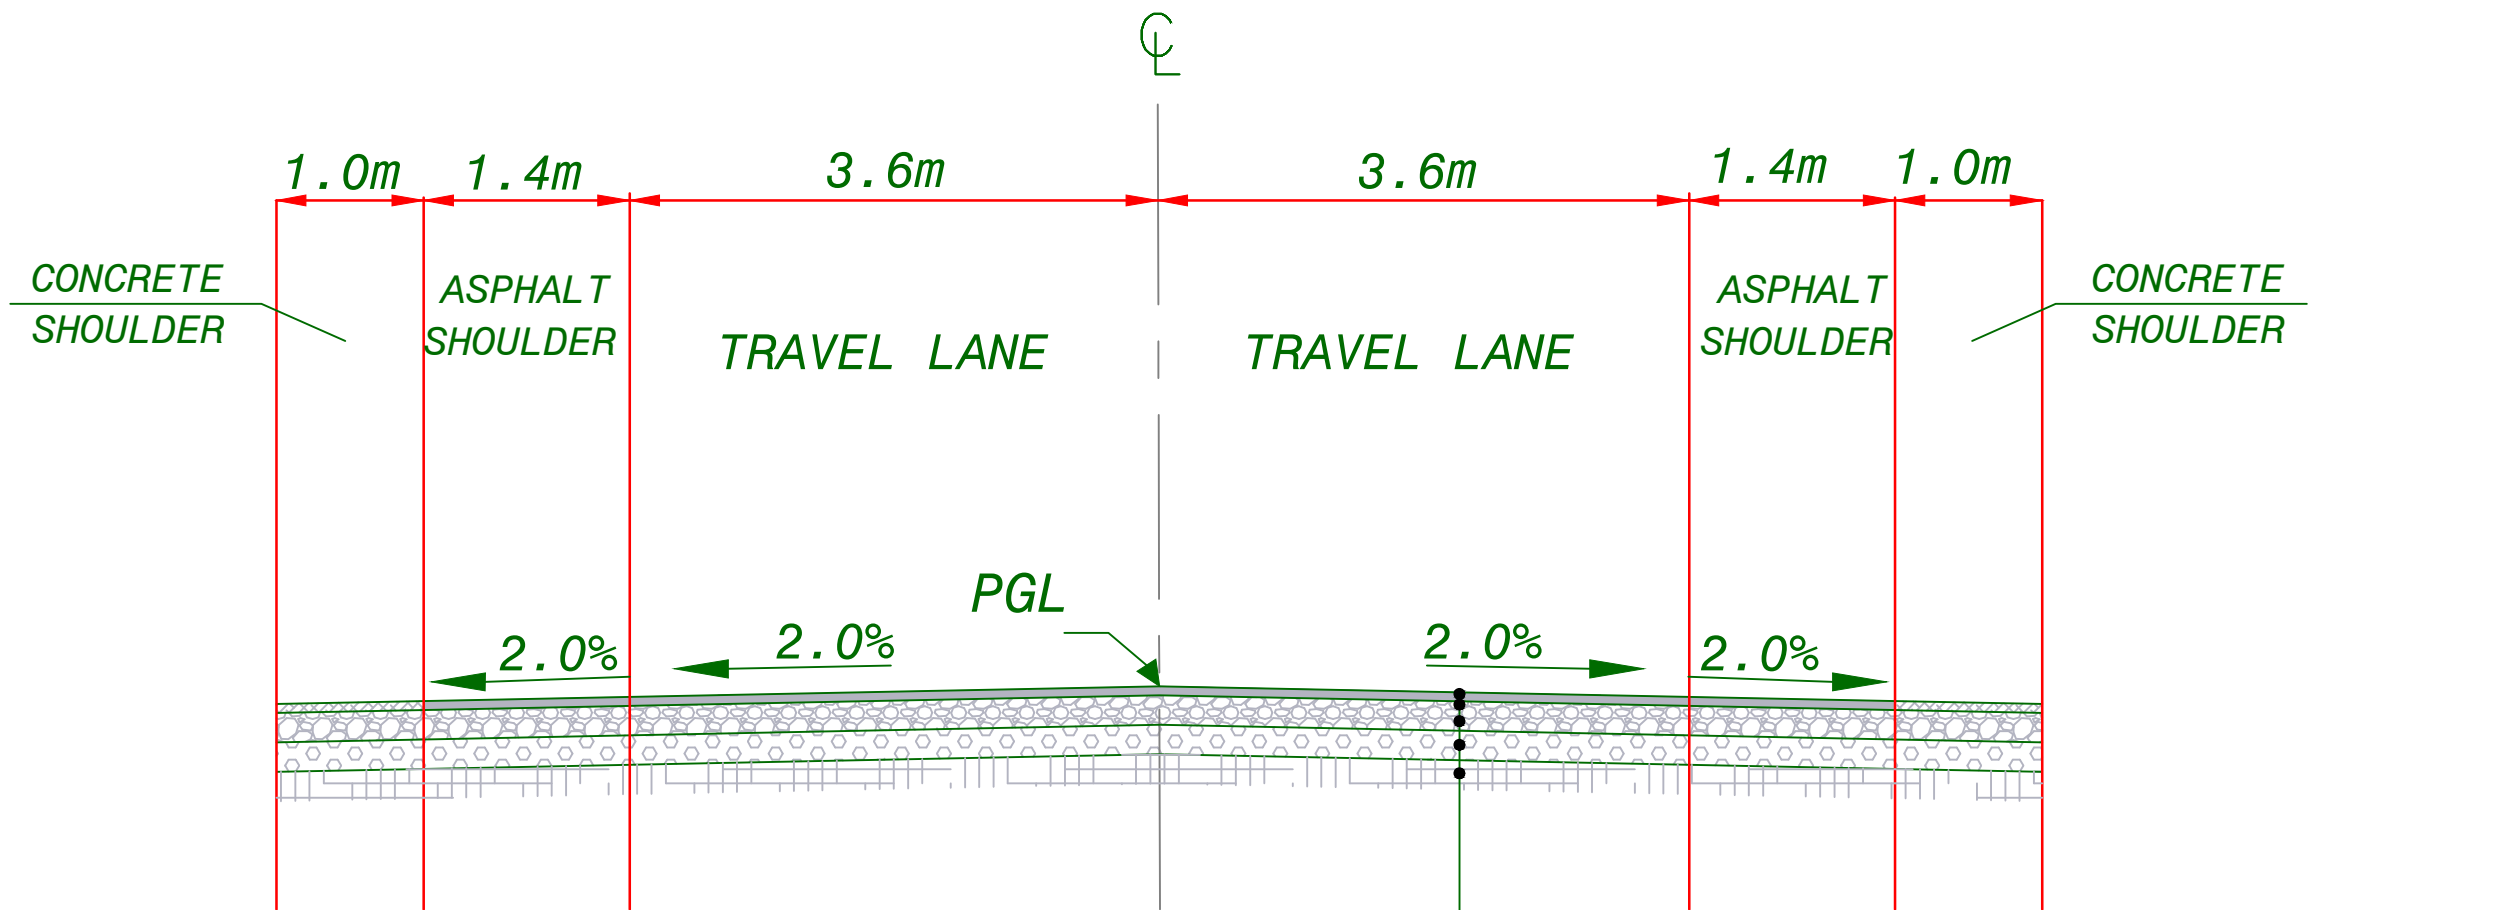 CL
1.0m 1.4m 3.6m 3.6m 1.4m 1.0m
CONCRETE
SHOULDER
ASPHALT
SHOULDER
TRAVEL LANE
TRAVEL LANE
ASPHALT
SHOULDER
CONCRETE
SHOULDER
PGL
2.0% 2.0% 2.0% 2.0%